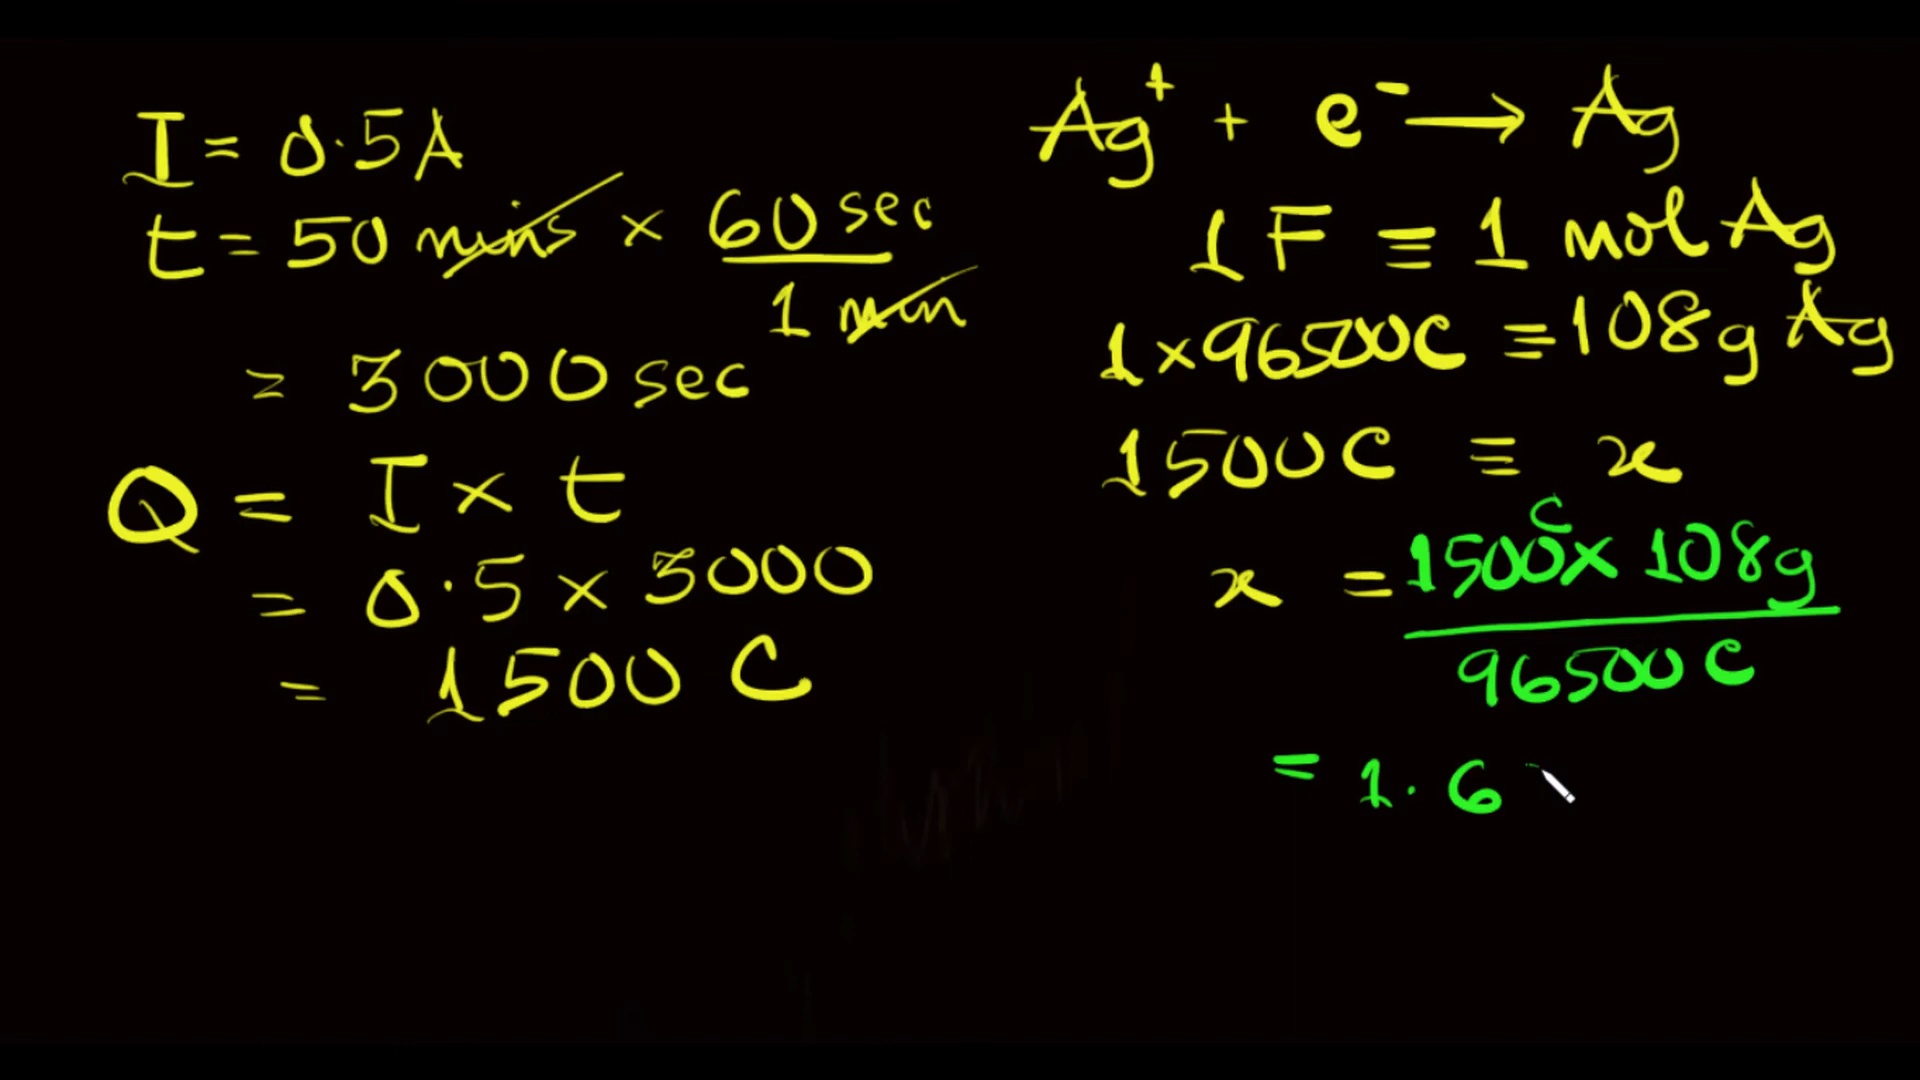 I = 0.5A
t = 50 mins × 60 sec
1 min
= 3000 sec
Q = I × t
= 0.5 × 3000
= 1500 C
Ag⁺ + e⁻ → Ag
1 F ≡ 1 mol Ag
1 × 96500C ≡ 108g Ag
1500C ≡ x
x = 1500C × 108g
96500 C
= 1.6